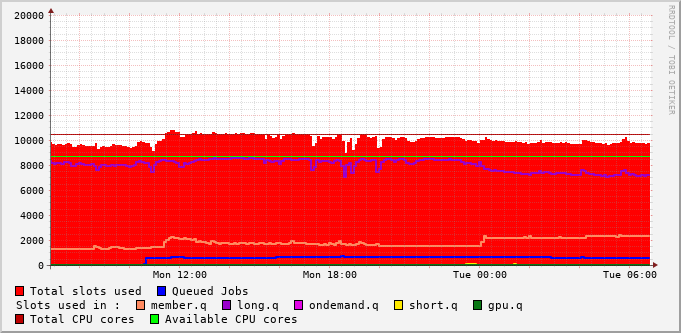 20000
18000
16000
14000
12000
10000
8000
6000
4000
2000
0
Mon 12:00 Mon 18:00 Tue 00:00 Tue 06:00
RRDTOOL / TOBI OETIKER
Total slots used Queued Jobs
Slots used in : member.q long.q ondemand.q short.q gpu.q
Total CPU cores Available CPU cores